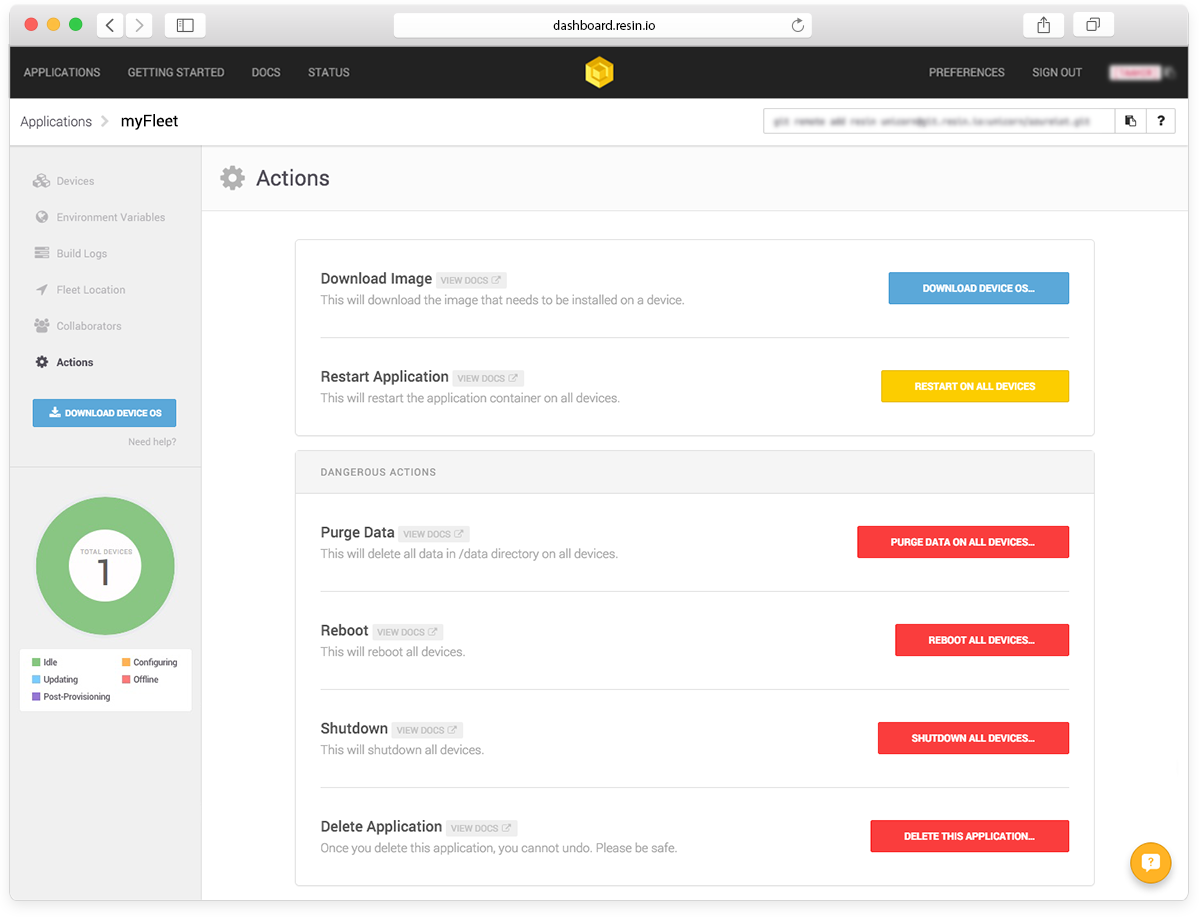 dashboard.resin.io
APPLICATIONS GETTING STARTED DOCS STATUS PREFERENCES SIGN OUT
Applications myFleet ?
Devices
Environment Variables
Build Logs
Fleet Location
Collaborators
Actions
DOWNLOAD DEVICE OS
Need help?
TOTAL DEVICES
1
Idle Configuring
Updating Offline
Post-Provisioning
Actions
Download Image VIEW DOCS
This will download the image that needs to be installed on a device.
DOWNLOAD DEVICE OS...
Restart Application VIEW DOCS
This will restart the application container on all devices.
RESTART ON ALL DEVICES
DANGEROUS ACTIONS
Purge Data VIEW DOCS
This will delete all data in /data directory on all devices.
PURGE DATA ON ALL DEVICES...
Reboot VIEW DOCS
This will reboot all devices.
REBOOT ALL DEVICES...
Shutdown VIEW DOCS
This will shutdown all devices.
SHUTDOWN ALL DEVICES...
Delete Application VIEW DOCS
Once you delete this application, you cannot undo. Please be safe.
DELETE THIS APPLICATION...
?